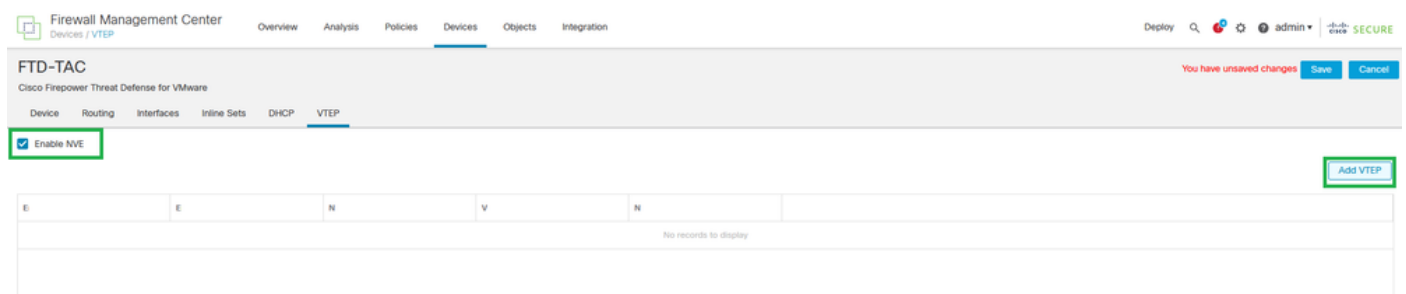 Firewall Management Center
Devices / VTEP
Overview Analysis Policies Devices Objects Integration
Deploy admin cisco SECURE
FTD-TAC
You have unsaved changes Save Cancel
Cisco Firepower Threat Defense for VMware
Device Routing Interfaces Inline Sets DHCP VTEP
Enable NVE
Add VTEP
E E N V N
No records to display